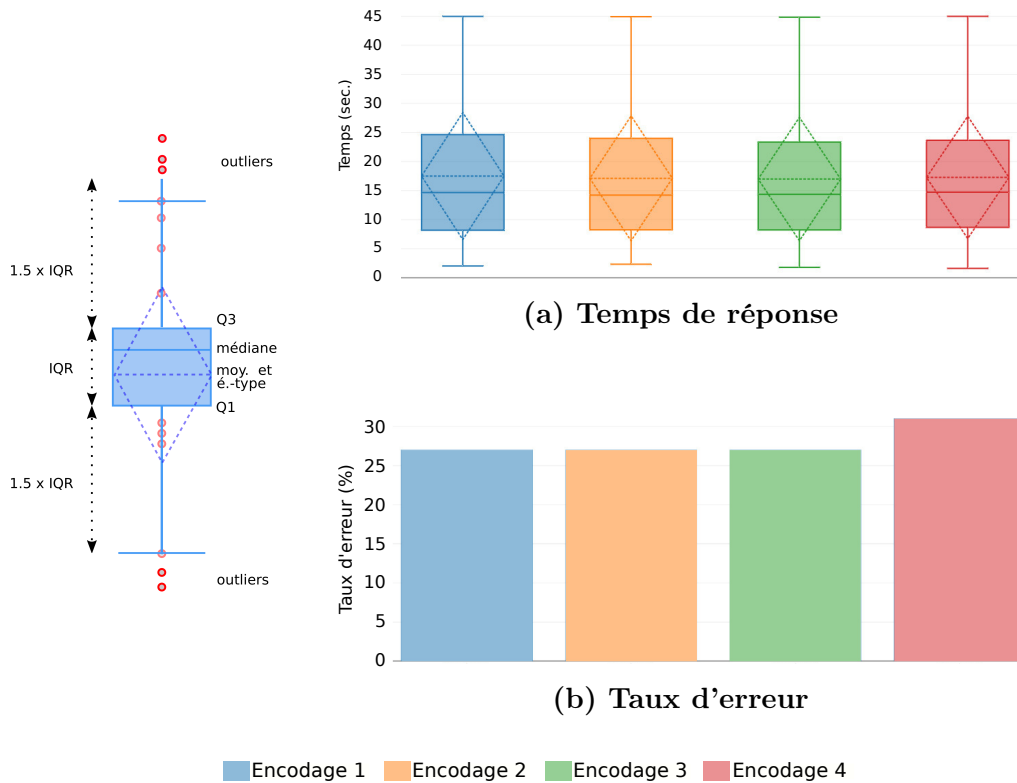 outliers
1.5 x IQR
Q3
médiane
IQR
moy. et
é.-type
Q1
1.5 x IQR
outliers
Temps (sec.)
45
40
35
30
25
20
15
10
5
0
(a) Temps de réponse
Taux d'erreur (%)
30
25
20
15
10
5
0
(b) Taux d'erreur
Encodage 1
Encodage 2
Encodage 3
Encodage 4